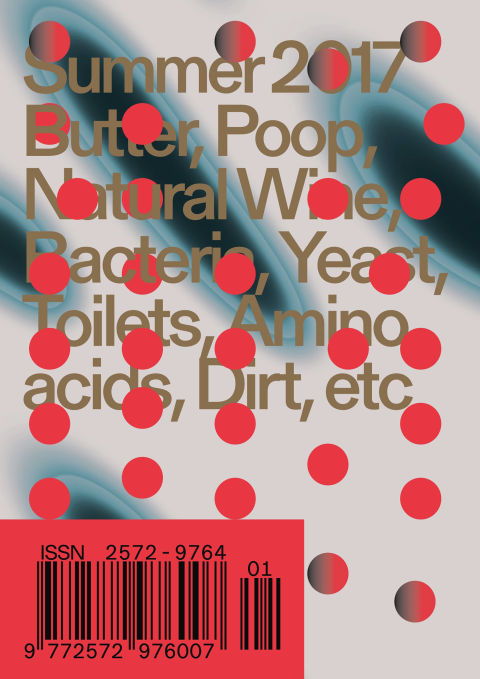 Summer 2017
Butter, Poop,
Natural Wine,
Bacteria, Yeast,
Toilets, Amino
acids, Dirt, etc
ISSN 2572-9764
01
9 772572 976007